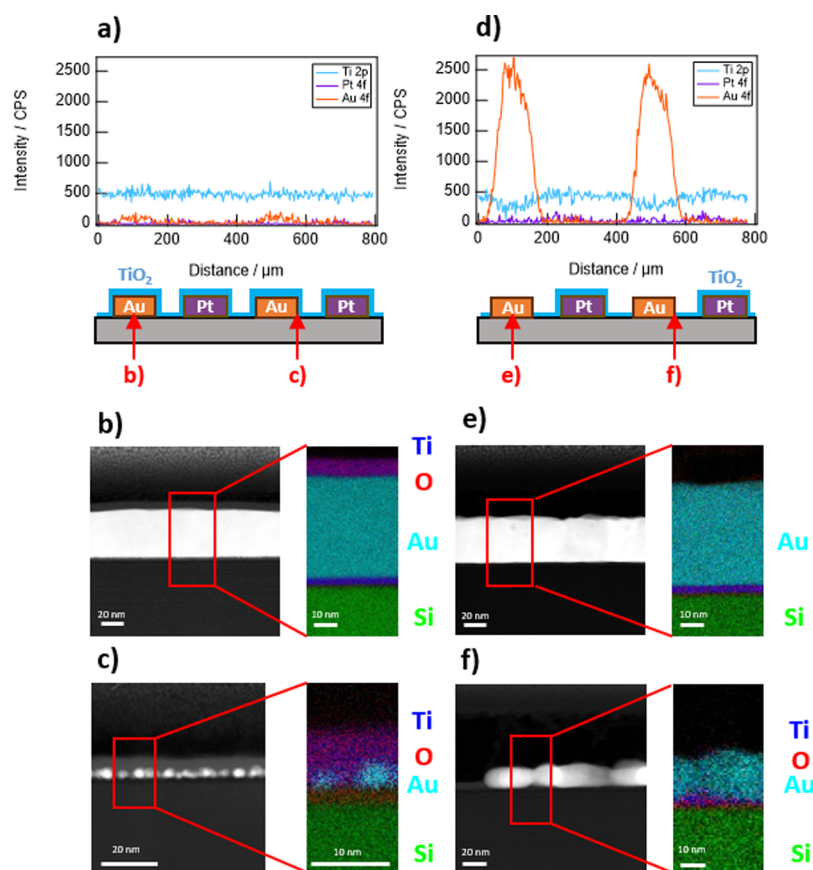 a)
Intensity / CPS
2500
2000
1500
1000
500
0
Ti 2p
Pt 4f
Au 4f
0 200 400 600 800
Distance / µm
TiO2
Au Pt Au Pt
b) c)
d)
Intensity / CPS
2500
2000
1500
1000
500
0
Ti 2p
Pt 4f
Au 4f
0 200 400 600 800
Distance / µm
TiO2
Au Pt Au Pt
e) f)
b)
20 nm
10 nm
Ti
O
Au
Si
e)
20 nm
10 nm
Au
Si
c)
20 nm
10 nm
Ti
O
Au
Si
f)
20 nm
10 nm
Ti
O
Au
Si